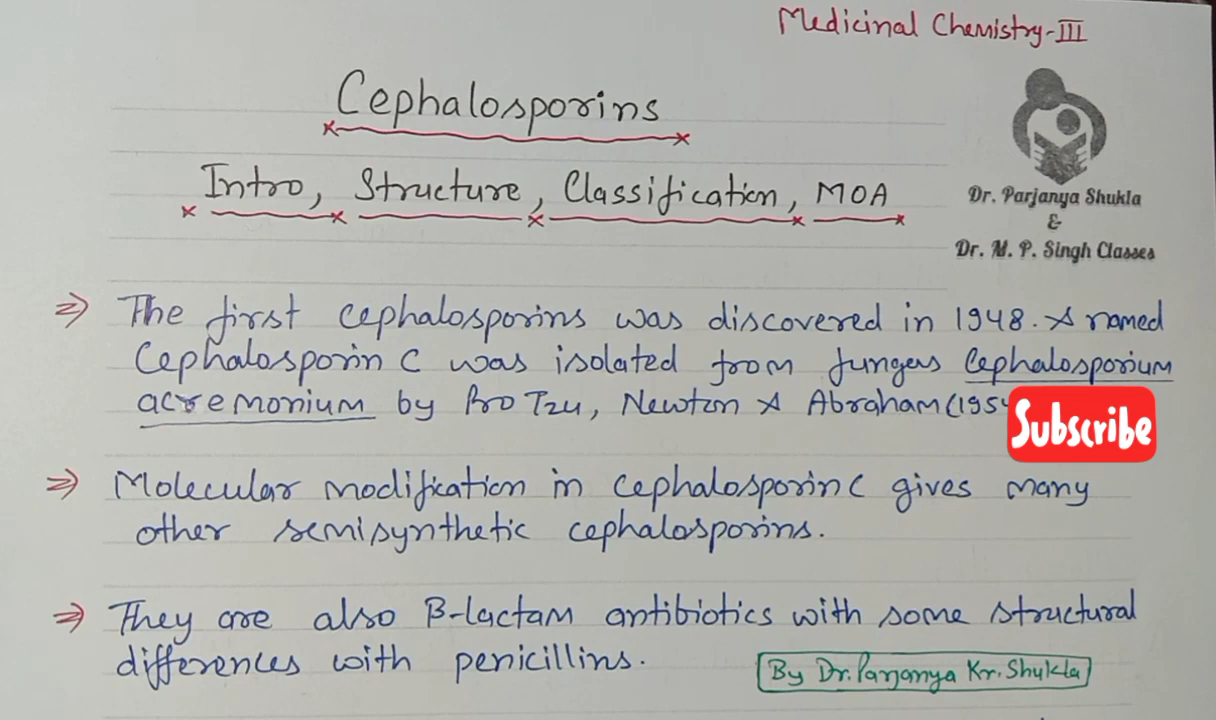 Medicinal Chemistry-III
Cephalosporins
Intro, Structure, Classification, MOA
Dr. Parjanya Shukla
&
Dr. M. P. Singh Classes
⇒ The first cephalosporins was discovered in 1948. & named
Cephalosporin C was isolated from fungus Cephalosporium
acremonium by BroTzu, Newton & Abraham (195
Subscribe
⇒ Molecular modification in cephalosporin C gives many
other semisynthetic cephalosporins.
⇒ They are also β-lactam antibiotics with some structural
differences with penicillins.
By Dr. Parjanya Kr. Shukla